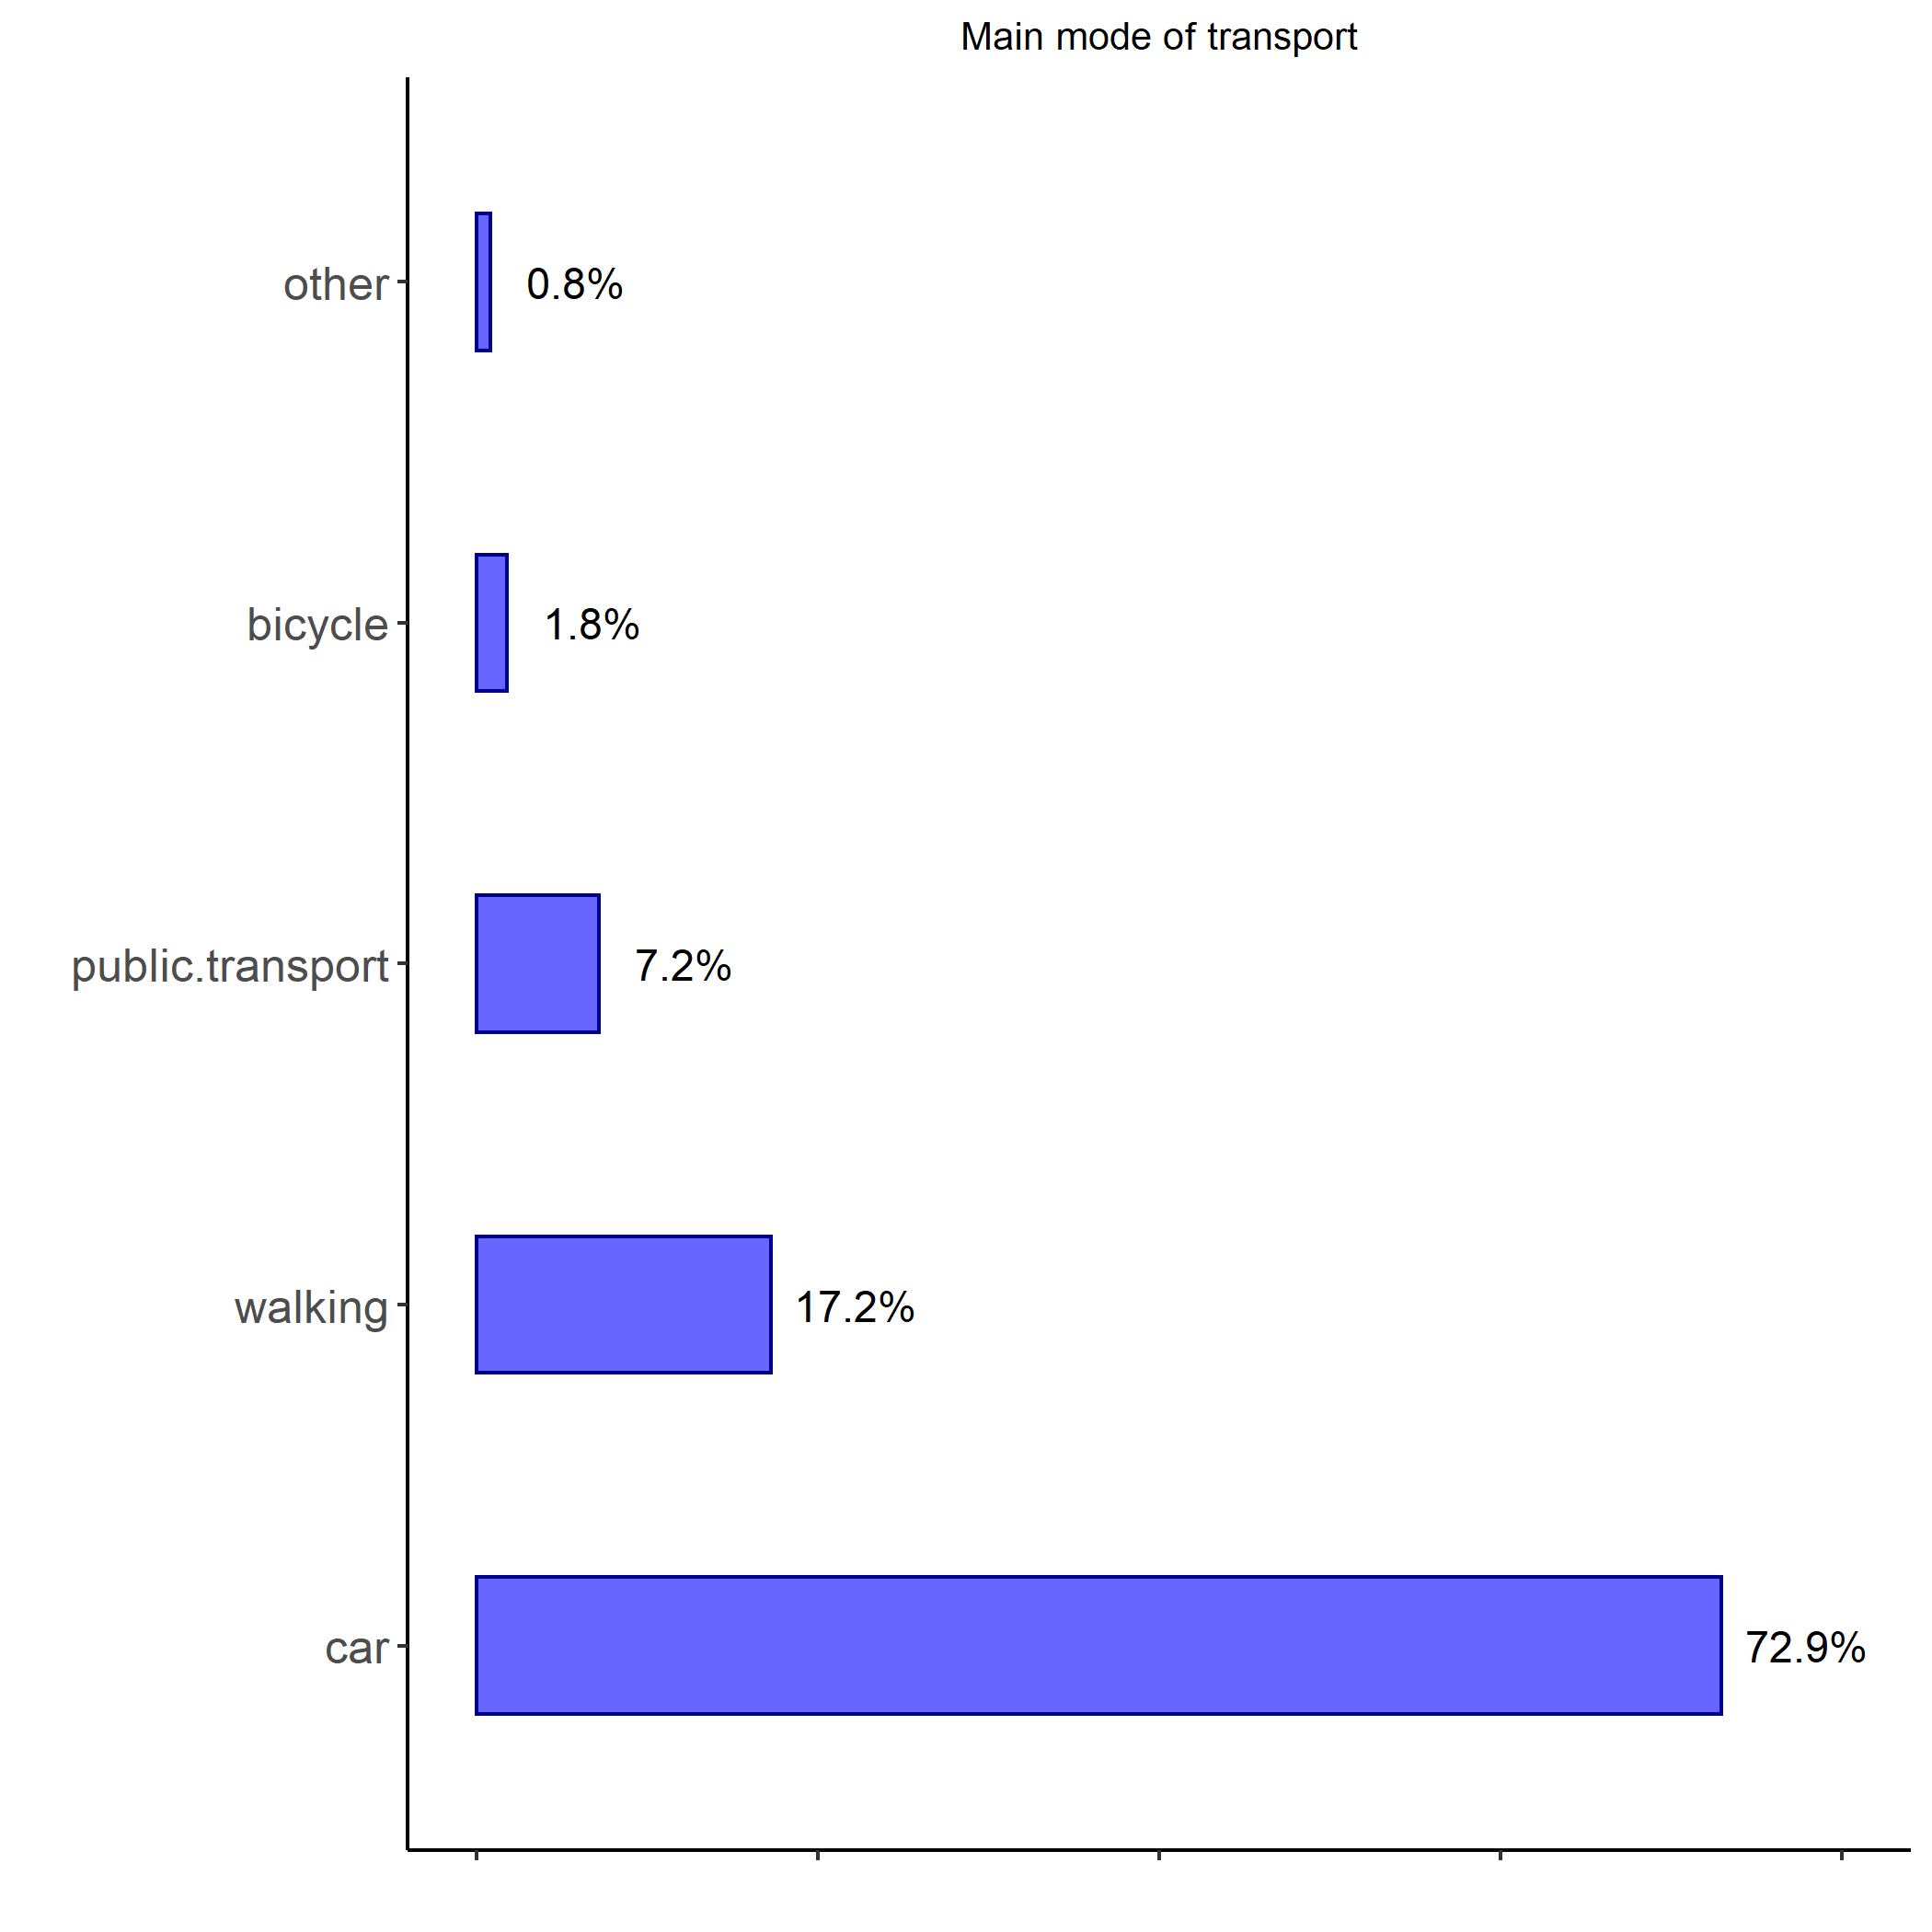 Main mode of transport
other 0.8%
bicycle 1.8%
public.transport 7.2%
walking 17.2%
car 72.9%